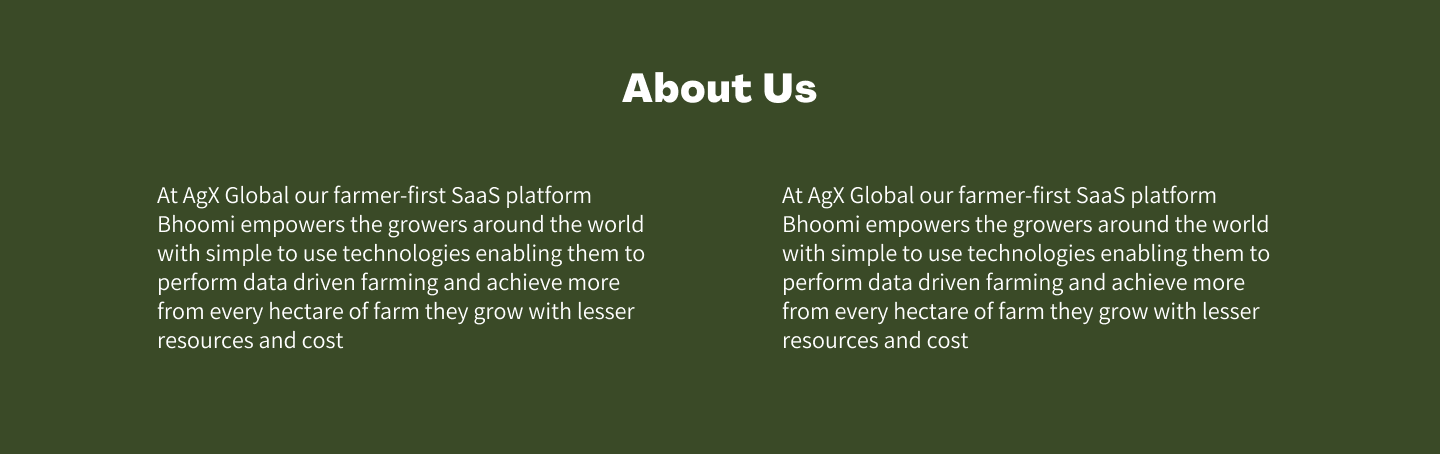 About Us
At AgX Global our farmer-first SaaS platform
Bhoomi empowers the growers around the world
with simple to use technologies enabling them to
perform data driven farming and achieve more
from every hectare of farm they grow with lesser
resources and cost
At AgX Global our farmer-first SaaS platform
Bhoomi empowers the growers around the world
with simple to use technologies enabling them to
perform data driven farming and achieve more
from every hectare of farm they grow with lesser
resources and cost